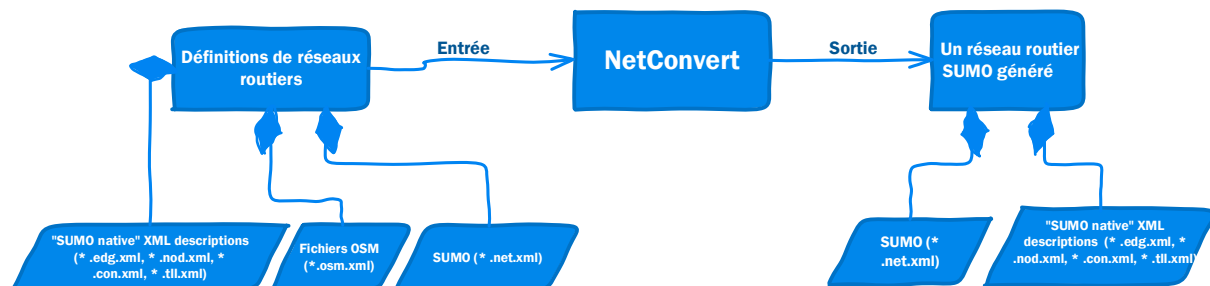 Définitions de réseaux
routiers
Entrée
NetConvert
Sortie
Un réseau routier
SUMO généré
"SUMO native" XML descriptions
(* .edg.xml, * .nod.xml, *
.con.xml, * .tll.xml)
Fichiers OSM
(*.osm.xml)
SUMO (* .net.xml)
SUMO (*
.net.xml)
"SUMO native" XML
descriptions (* .edg.xml, *
.nod.xml, * .con.xml, * .tll.xml)